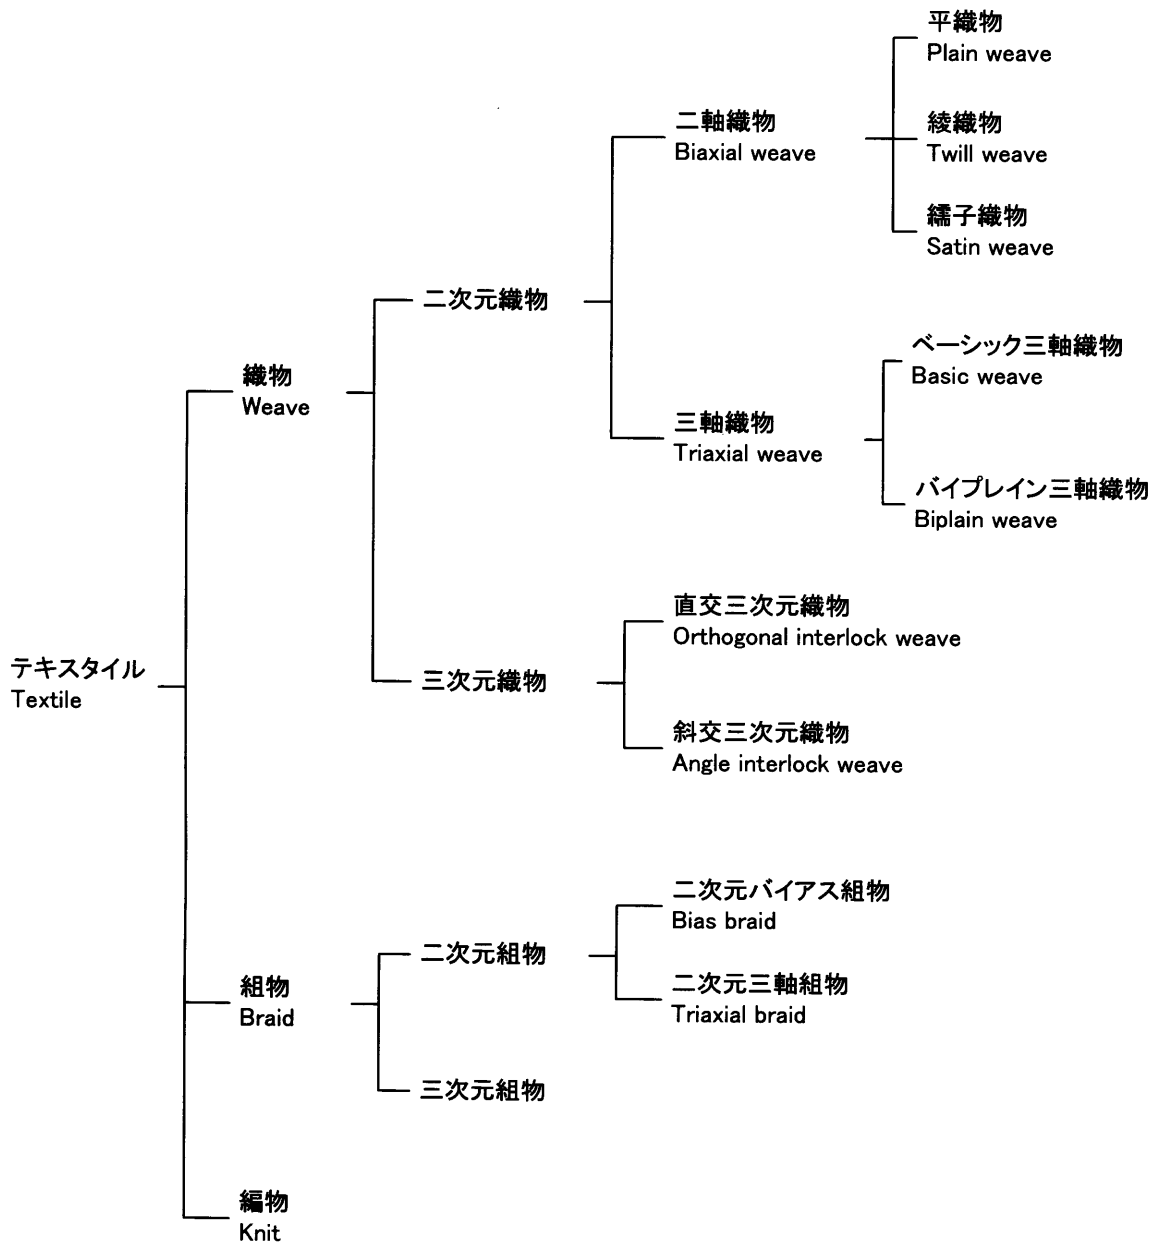 テキスタイル
Textile
織物
Weave
二次元織物
二軸織物
Biaxial weave
平織物
Plain weave
綾織物
Twill weave
繻子織物
Satin weave
三軸織物
Triaxial weave
ベーシック三軸織物
Basic weave
バイプレイン三軸織物
Biplain weave
三次元織物
直交三次元織物
Orthogonal interlock weave
斜交三次元織物
Angle interlock weave
組物
Braid
二次元組物
二次元バイアス組物
Bias braid
二次元三軸組物
Triaxial braid
三次元組物
編物
Knit